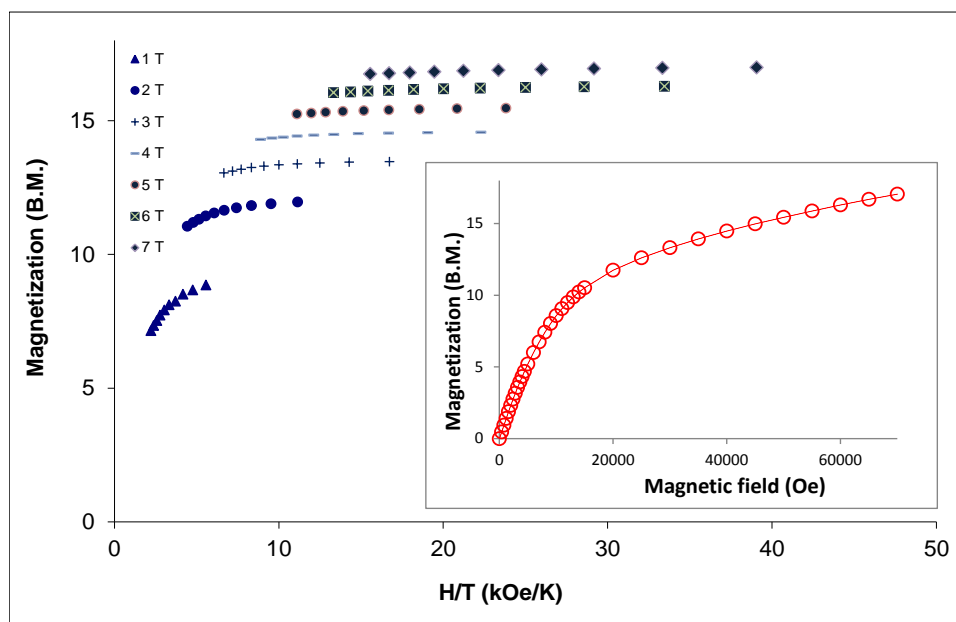 1 T
2 T
3 T
4 T
5 T
6 T
7 T
Magnetization (B.M.)
0
5
10
15
0
10
20
30
40
50
H/T (kOe/K)
Magnetization (B.M.)
0
5
10
15
0
20000
40000
60000
Magnetic field (Oe)